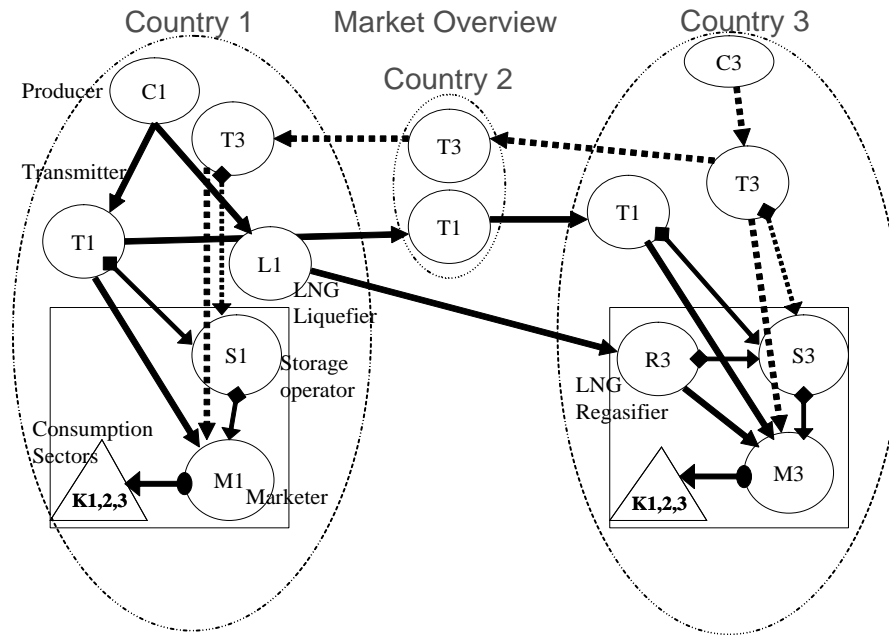 Country 1
Market Overview
Country 3
Country 2
Producer
C1
C3
T3
T3
Transmitter
T3
T1
T1
T1
L1
LNG
Liquefier
S1
Storage
operator
R3
S3
LNG
Regasifier
Consumption
Sectors
K1,2,3
M1
Marketer
K1,2,3
M3